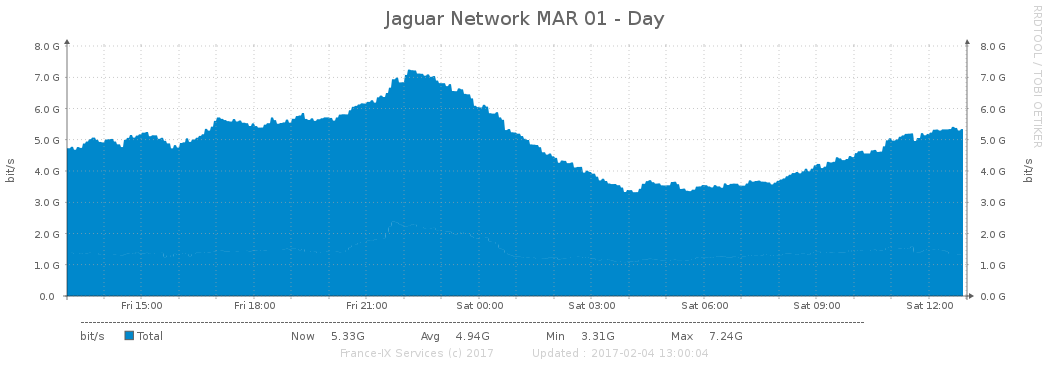 Jaguar Network MAR 01 - Day
RRDTOOL / TOBI OETIKER
8.0 G 8.0 G
7.0 G 7.0 G
6.0 G 6.0 G
5.0 G 5.0 G
4.0 G 4.0 G
3.0 G 3.0 G
2.0 G 2.0 G
1.0 G 1.0 G
0.0 0.0 G
bit/s
bit/s
Fri 15:00 Fri 18:00 Fri 21:00 Sat 00:00 Sat 03:00 Sat 06:00 Sat 09:00 Sat 12:00
bit/s Total Now 5.33G Avg 4.94G Min 3.31G Max 7.24G
France-IX Services (c) 2017 Updated : 2017-02-04 13:00:04